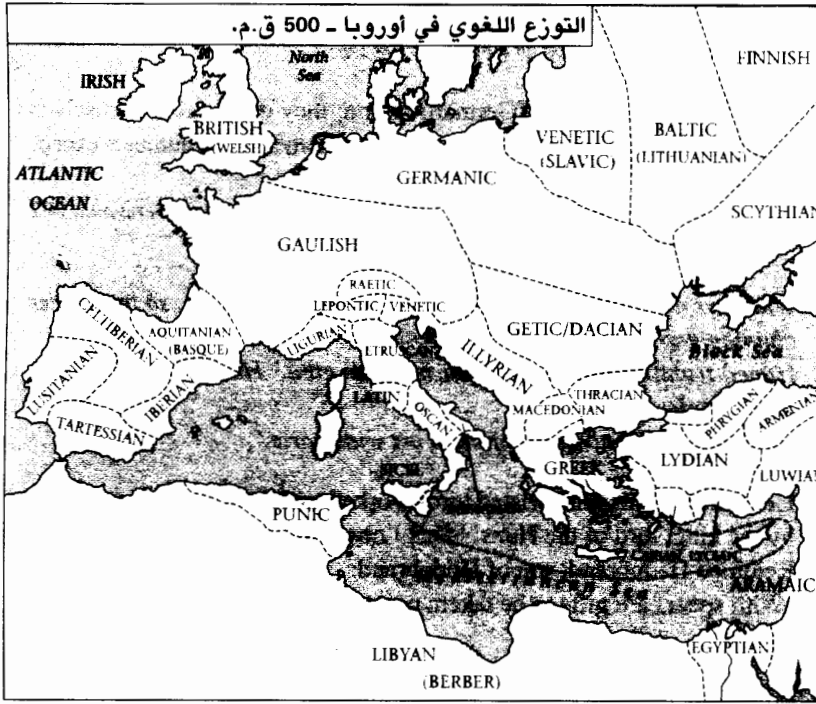 التوزع اللغوي في أوروبا ـ 500 ق.م.
North
Sea
FINNISH
IRISH
BRITISH
(WELSH)
VENETIC
(SLAVIC)
BALTIC
(LITHUANIAN)
ATLANTIC
OCEAN
GERMANIC
SCYTHIAN
GAULISH
RAETIC
LEPONTIC
VENETIC
CELTIBERIAN
AQUITANIAN
(BASQUE)
LIGURIAN
ETRUSCAN
ILLYRIAN
GETIC/DACIAN
Black Sea
LUSITANIAN
IBERIAN
LATIN
OSCAN
THRACIAN
MACEDONIAN
PHRYGIAN
ARMENIAN
TARTESSIAN
GREEK
LYDIAN
LUWIAN
PUNIC
Sea
ARAMAIC
EGYPTIAN
LIBYAN
(BERBER)